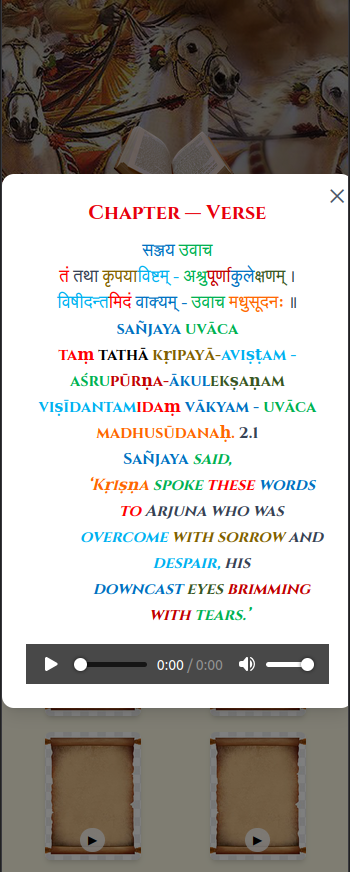 Chapter — Verse
सञ्जय उवाच
तं तथा कृपयाविष्टम् - अश्रुपूर्णाकुलेक्षणम् ।
विषीदन्तमिदं वाक्यम् - उवाच मधुसूदनः ॥
sañjaya uvāca
taṃ tathā kṛipayā-aviṣṭam -
aśrupūrṇa-ākulekṣaṇam
viṣīdantamidaṃ vākyam - uvāca
madhusūdanaḥ. 2.1
Sañjaya said,
‘Kṛiṣṇa spoke these words
to Arjuna who was
overcome with sorrow and
despair, his
downcast eyes brimming
with tears.’
0:00 / 0:00